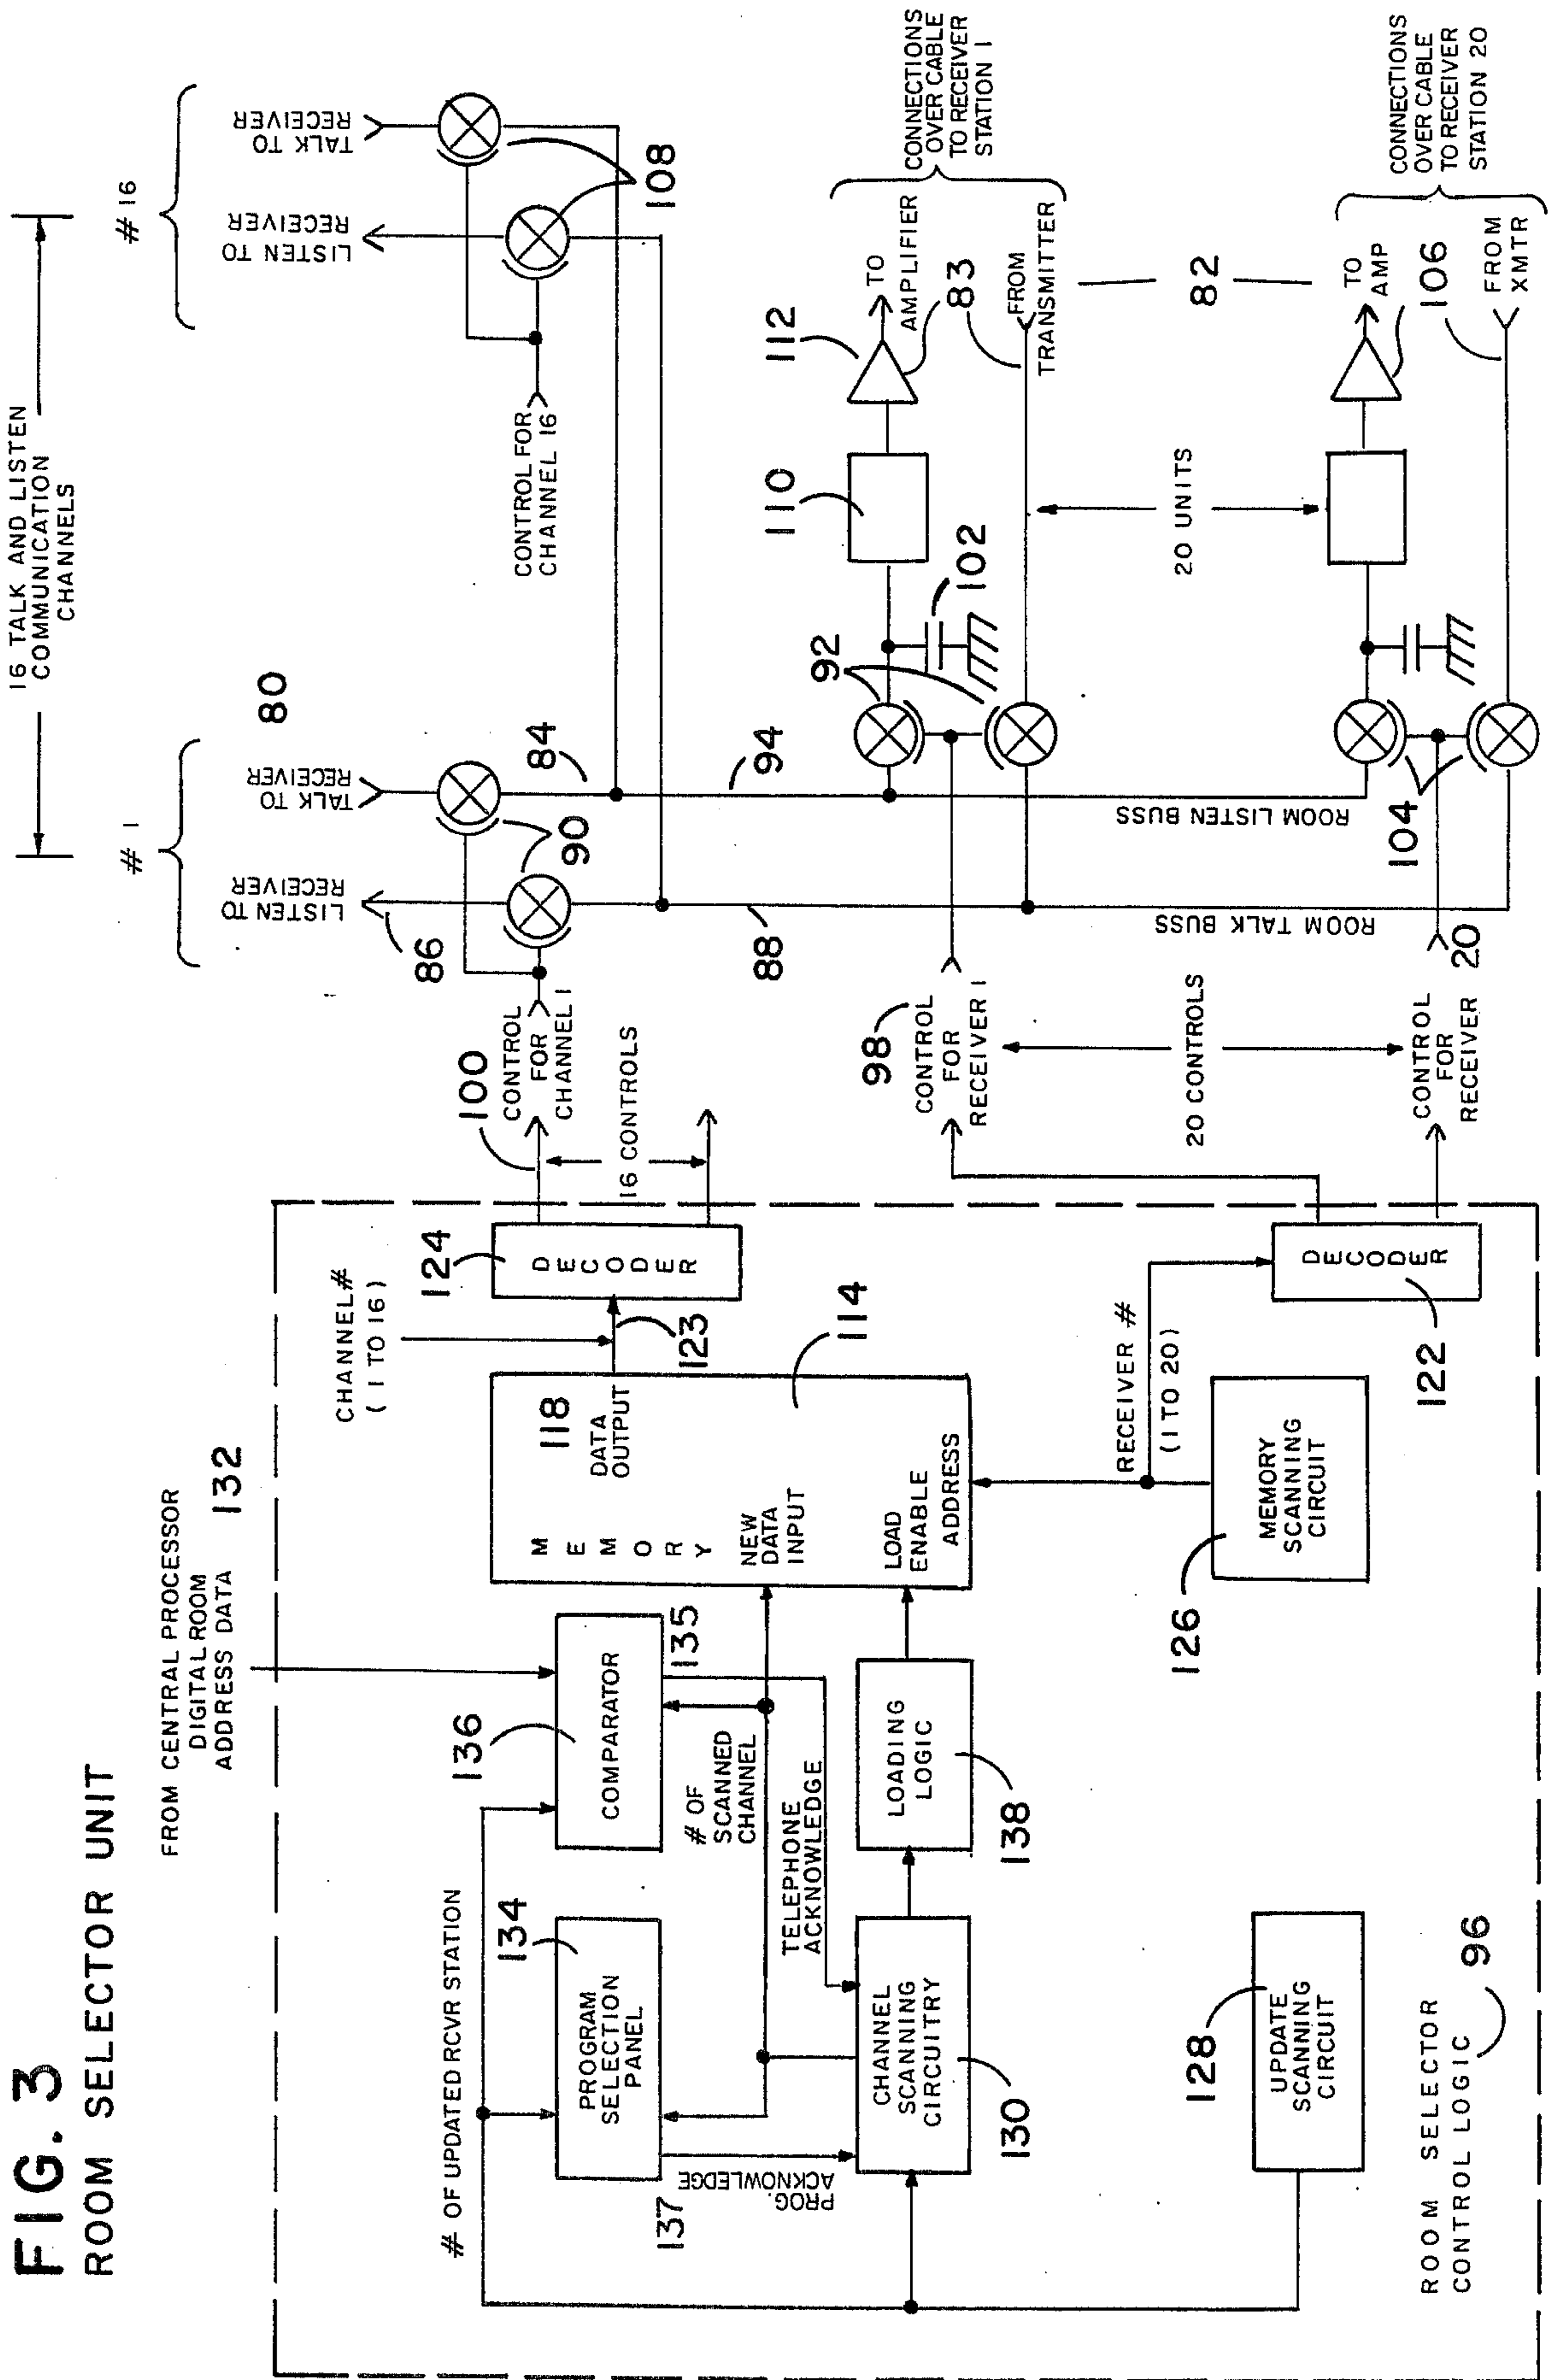 FIG. 3
ROOM SELECTOR UNIT
FROM CENTRAL PROCESSOR
DIGITAL ROOM
ADDRESS DATA
132
# OF UPDATED RCVR STATION
134
PROGRAM
SELECTION
PANEL
137
PROG.
ACKNOWLEDGE
136
COMPARATOR
135
# OF
SCANNED
CHANNEL
TELEPHONE
ACKNOWLEDGE
CHANNEL
SCANNING
CIRCUITRY
130
LOADING
LOGIC
138
128
UPDATE
SCANNING
CIRCUIT
ROOM SELECTOR
CONTROL LOGIC
96
MEMORY
118
DATA
OUTPUT
NEW
DATA
INPUT
LOAD
ENABLE
ADDRESS
114
126
MEMORY
SCANNING
CIRCUIT
RECEIVER #
(1 TO 20)
CHANNEL#
(1 TO 16)
123
124
DECODER
DECODER
122
100
CONTROL
FOR
CHANNEL 1
16 CONTROLS
98
CONTROL
FOR
RECEIVER 1
20 CONTROLS
CONTROL
FOR
RECEIVER 20
16 TALK AND LISTEN
COMMUNICATION
CHANNELS
# 1
80
LISTEN TO
RECEIVER
TALK TO
RECEIVER
86
84
90
88
94
ROOM TALK BUSS
ROOM LISTEN BUSS
# 16
LISTEN TO
RECEIVER
TALK TO
RECEIVER
108
CONTROL FOR
CHANNEL 16
92
102
110
112
TO
AMPLIFIER
83
FROM
TRANSMITTER
CONNECTIONS
OVER CABLE
TO RECEIVER
STATION 1
20 UNITS
82
104
TO
AMP
106
FROM
XMTR
CONNECTIONS
OVER CABLE
TO RECEIVER
STATION 20